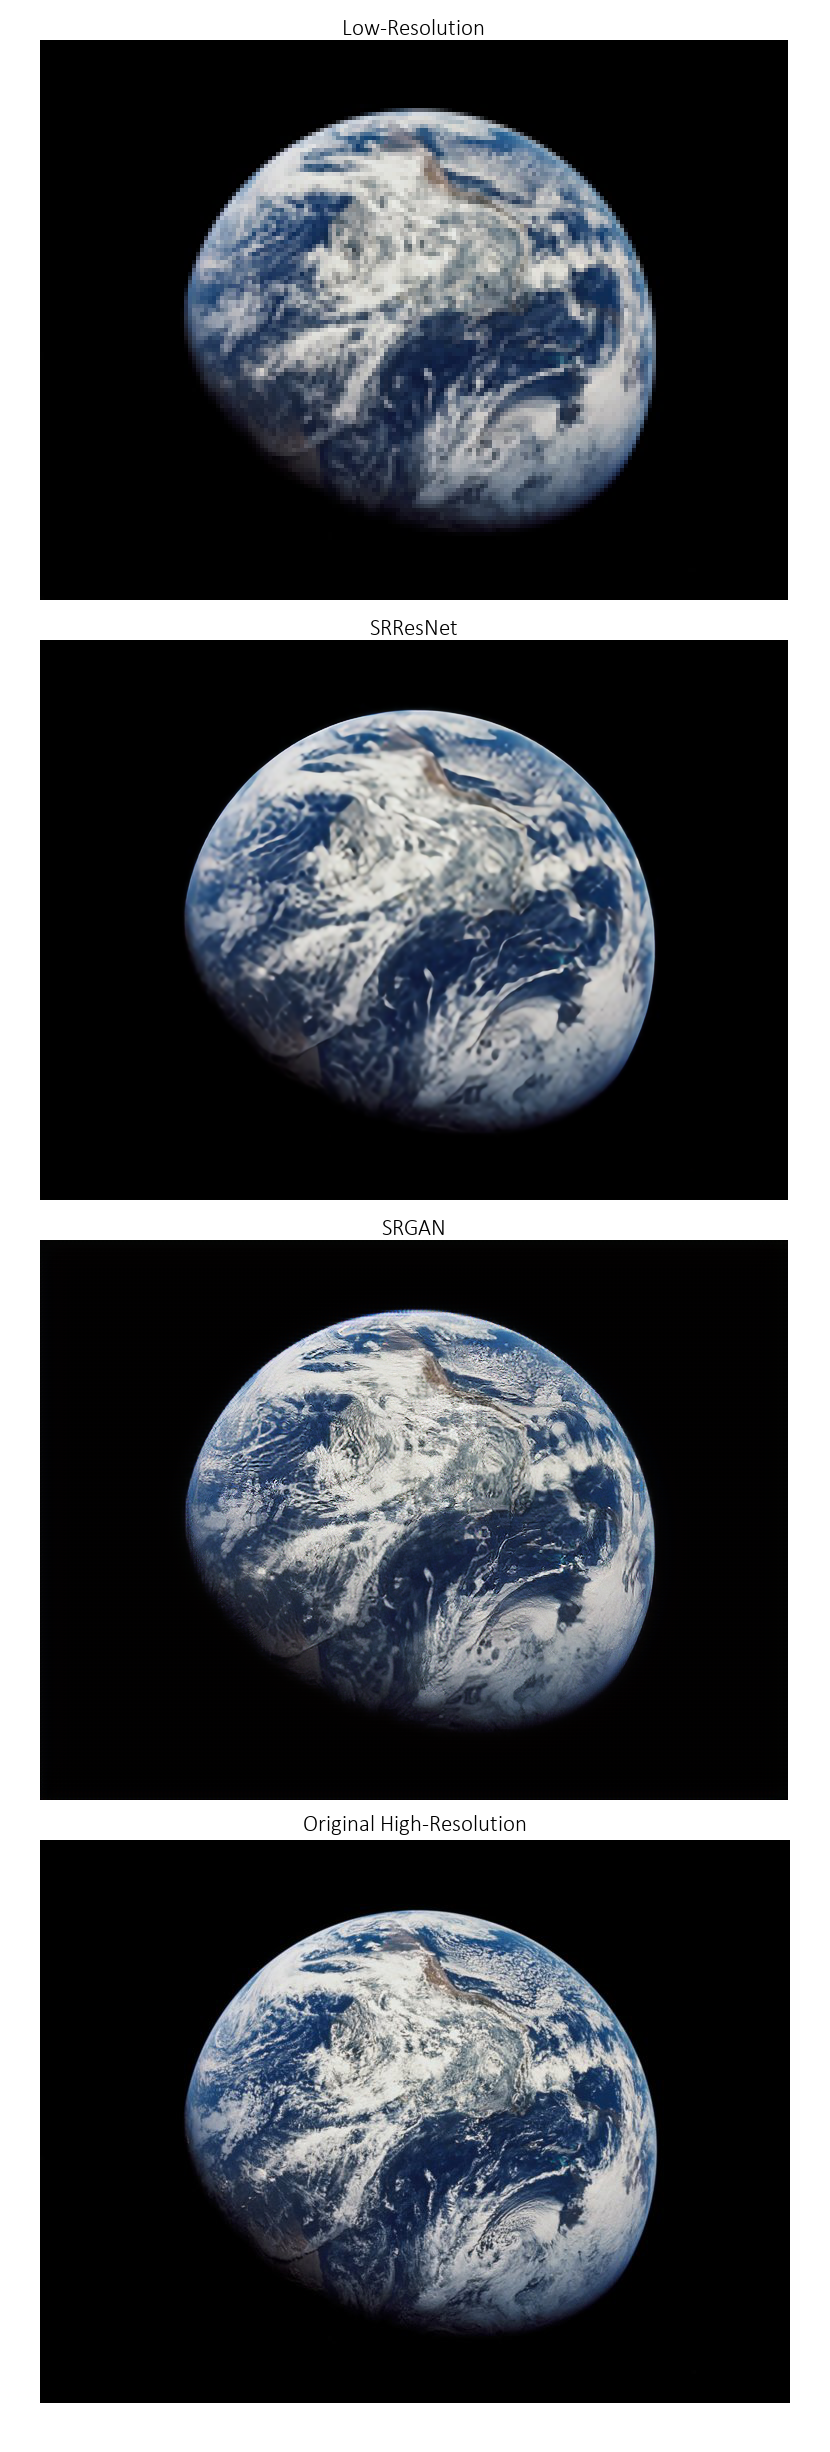 Low-Resolution
SRResNet
SRGAN
Original High-Resolution